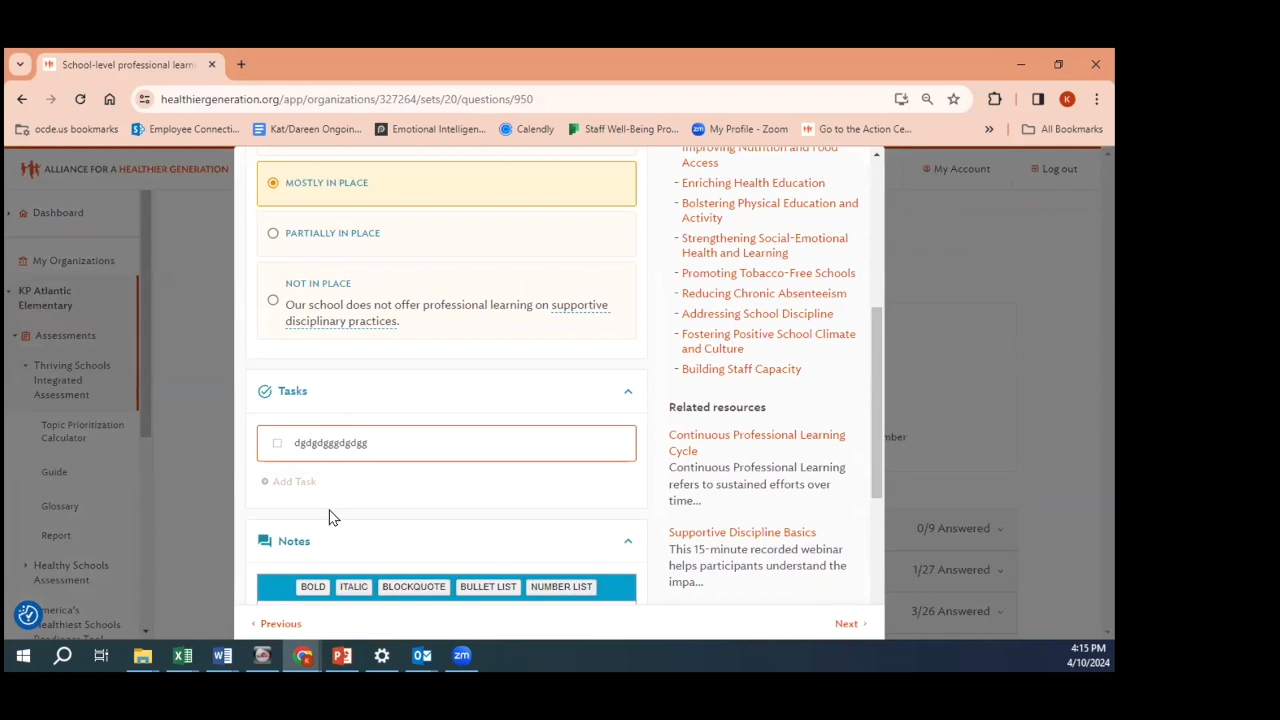 School-level professional learni
healthiergeneration.org/app/organizations/327264/sets/20/questions/950
K
ocde.us bookmarks
Employee Connecti...
Kat/Dareen Ongoin...
Emotional Intelligen...
Calendly
Staff Well-Being Pro...
My Profile - Zoom
Go to the Action Ce...
»
All Bookmarks
ALLIANCE FOR A HEALTHIER GENERATION
My Account
Log out
Dashboard
My Organizations
KP Atlantic
Elementary
Assessments
Thriving Schools
Integrated
Assessment
Topic Prioritization
Calculator
Guide
Glossary
Report
Healthy Schools
Assessment
America's
Healthiest Schools
MOSTLY IN PLACE
PARTIALLY IN PLACE
NOT IN PLACE
Our school does not offer professional learning on supportive
disciplinary practices.
Tasks
dgdgdgggdgdgg
Add Task
Notes
BOLD ITALIC BLOCKQUOTE BULLET LIST NUMBER LIST
Improving Nutrition and Food
Access
- Enriching Health Education
- Bolstering Physical Education and
Activity
- Strengthening Social-Emotional
Health and Learning
- Promoting Tobacco-Free Schools
- Reducing Chronic Absenteeism
- Addressing School Discipline
- Fostering Positive School Climate
and Culture
- Building Staff Capacity
Related resources
Continuous Professional Learning
Cycle
Continuous Professional Learning
refers to sustained efforts over
time...
Supportive Discipline Basics
This 15-minute recorded webinar
helps participants understand the
impa...
Previous
Next
0/9 Answered
1/27 Answered
3/26 Answered
zm
4:15 PM
4/10/2024